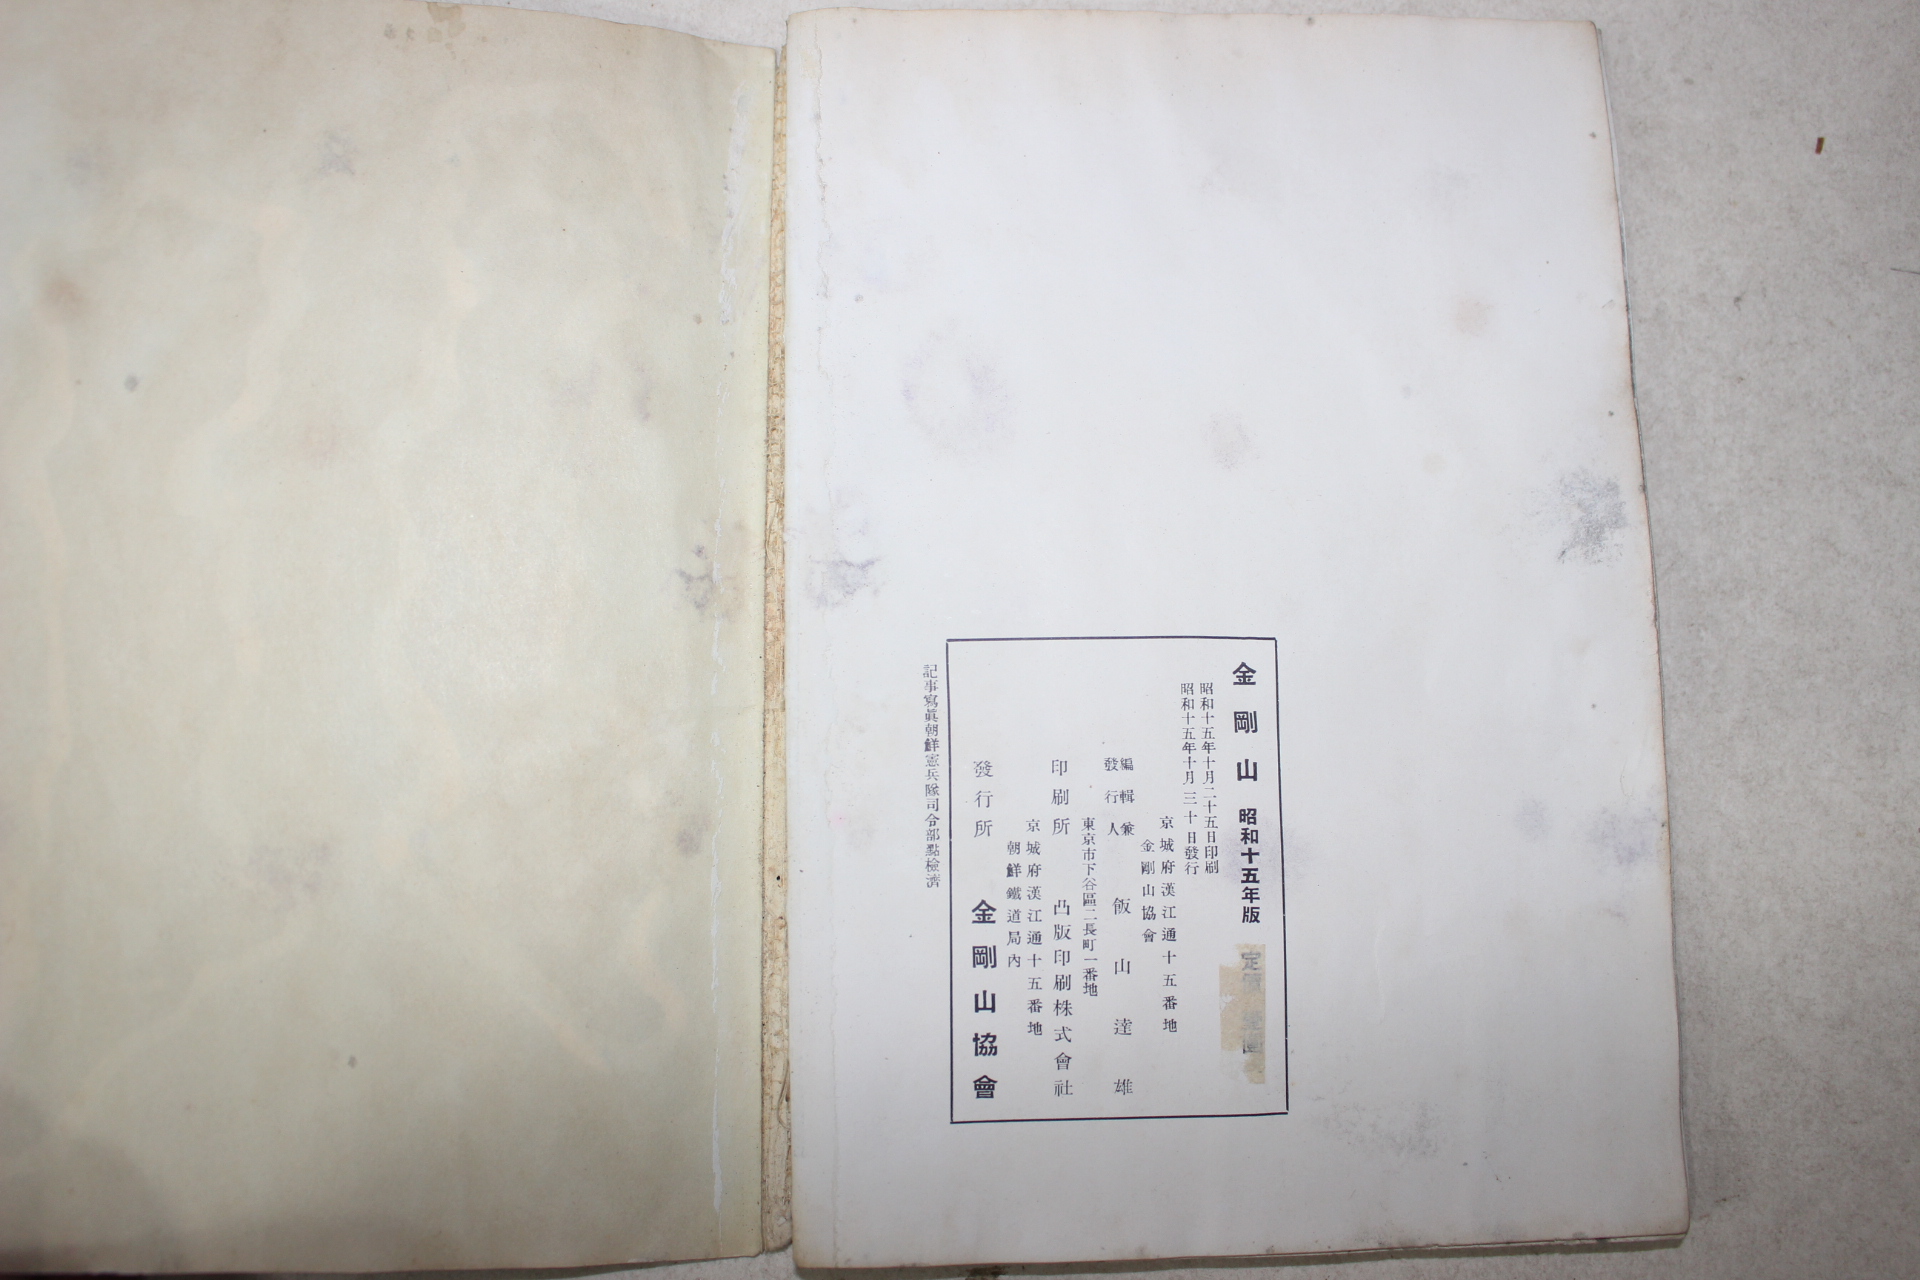 金剛山 昭和十五年版
昭和十五年十月二十五日印刷
昭和十五年十月三十日發行
京城府漢江通十五番地
金剛山協會
編輯兼
發行人 飯山達雄
東京市下谷區二長町一番地
印刷所 凸版印刷株式會社
京城府漢江通十五番地
朝鮮鐵道局內
發行所 金剛山協會
記事寫眞朝鮮憲兵隊司令部點檢濟